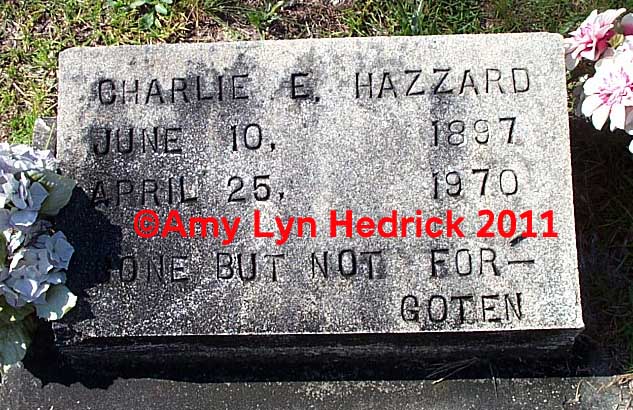 CHARLIE E. HAZZARD
JUNE 10, 1897
APRIL 25, 1970
©Amy Lyn Hedrick 2011
GONE BUT NOT FOR-
GOTEN